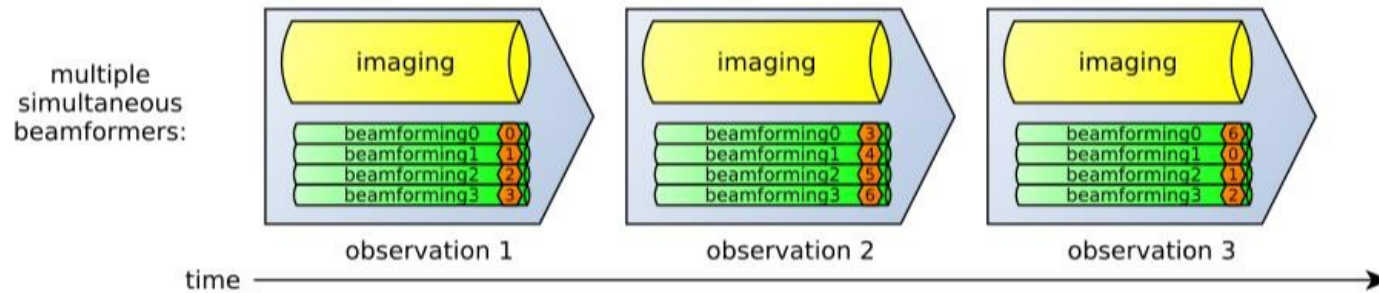 multiple
simultaneous
beamformers:
imaging
beamforming0 0
beamforming1 1
beamforming2 2
beamforming3 3
observation 1
imaging
beamforming0 3
beamforming1 4
beamforming2 5
beamforming3 6
observation 2
imaging
beamforming0 6
beamforming1 0
beamforming2 1
beamforming3 2
observation 3
time